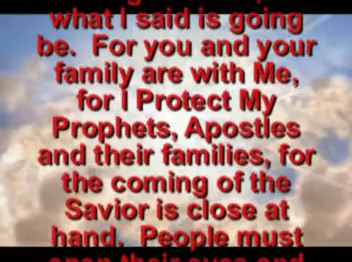 what I said is going
be. For you and your
family are with Me,
for I Protect My
Prophets, Apostles
and their families, for
the coming of the
Savior is close at
hand. People must
open their eyes and